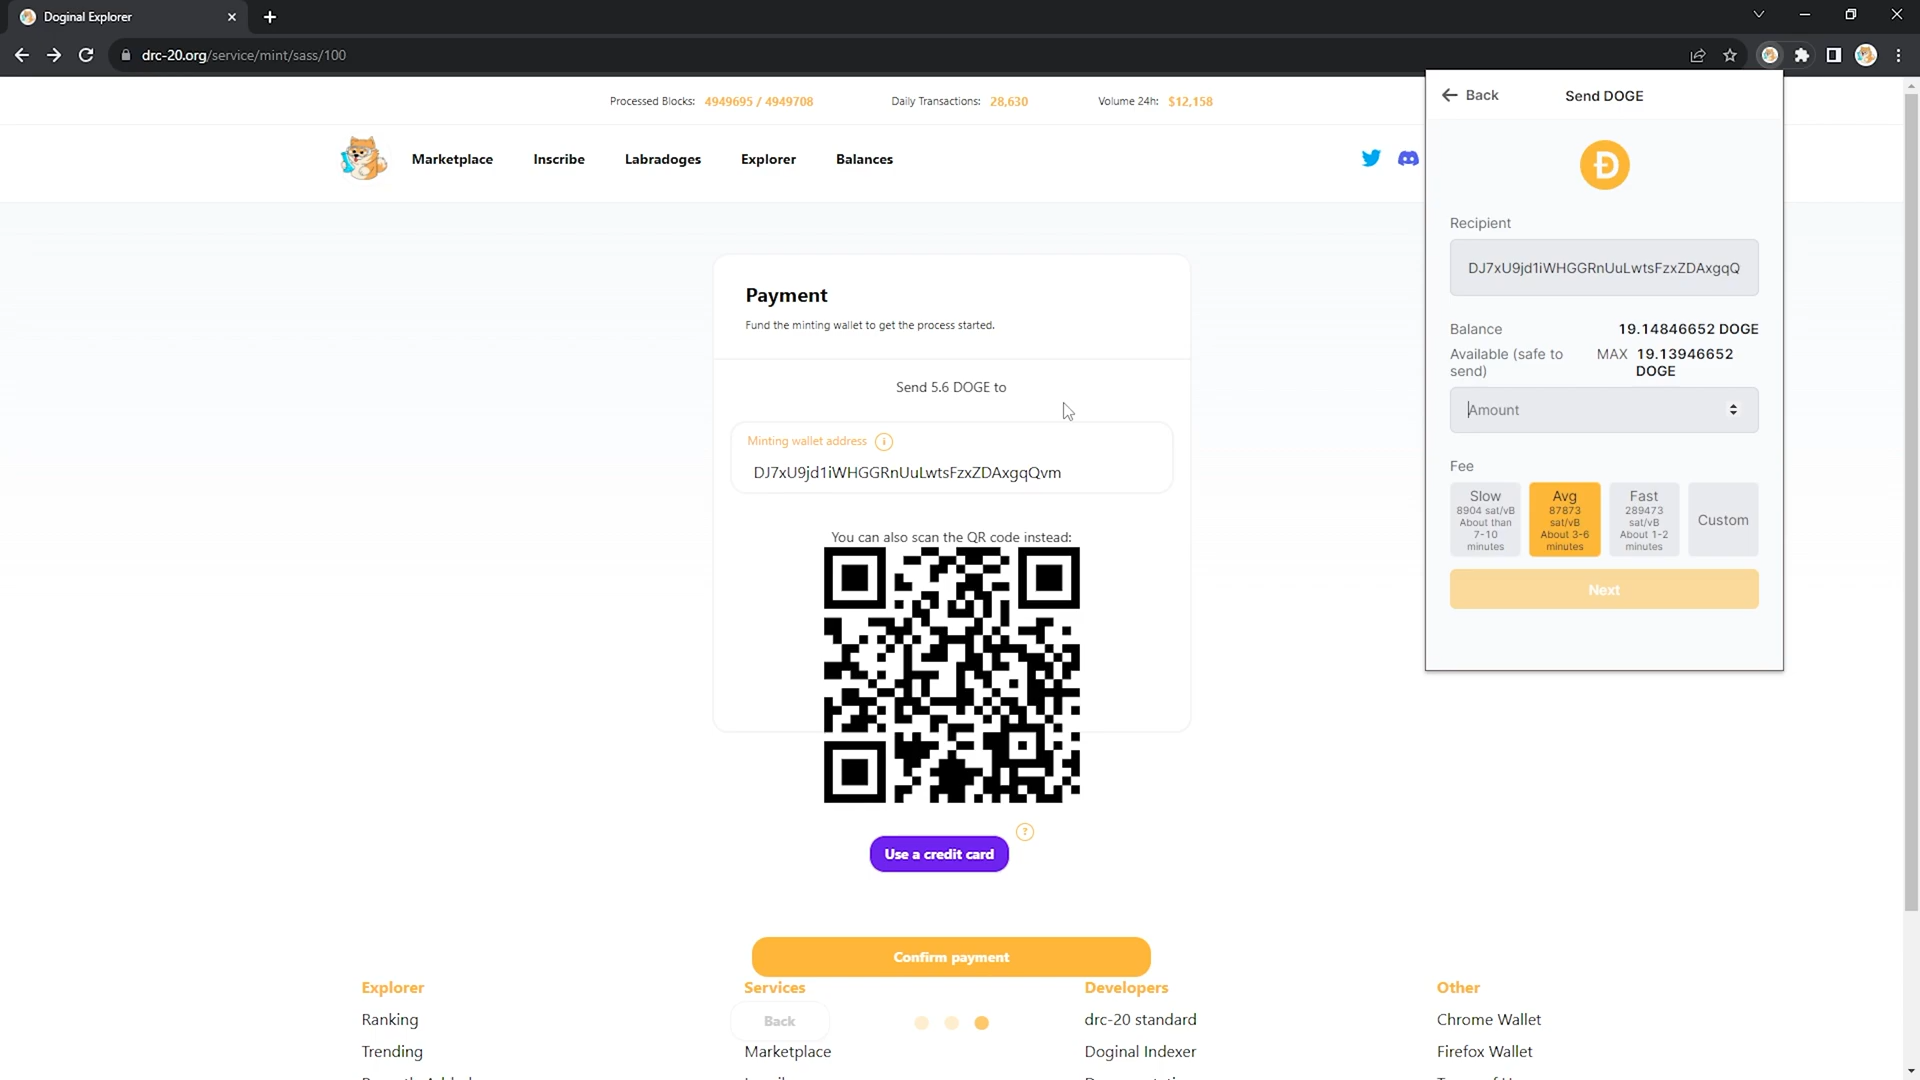 Doginal Explorer
drc-20.org/service/mint/sass/100
Processed Blocks: 4949695 / 4949708
Daily Transactions: 28,630
Volume 24h: $12,158
Marketplace
Inscribe
Labradoges
Explorer
Balances
Payment
Fund the minting wallet to get the process started.
Send 5.6 DOGE to
Minting wallet address
DJ7xU9jd1iWHGGRnUuLwtsFzxZDAxgqQvm
You can also scan the QR code instead:
Use a credit card
?
Confirm payment
Back
Explorer
Ranking
Trending
Services
Marketplace
Developers
drc-20 standard
Doginal Indexer
Other
Chrome Wallet
Firefox Wallet
Back
Send DOGE
Recipient
DJ7xU9jd1iWHGGRnUuLwtsFzxZDAxgqQ
Balance
19.14846652 DOGE
Available (safe to
send)
MAX 19.13946652
DOGE
Amount
Fee
Slow
8904 sat/vB
About than
7-10
minutes
Avg
87873
sat/vB
About 3-6
minutes
Fast
289473
sat/vB
About 1-2
minutes
Custom
Next